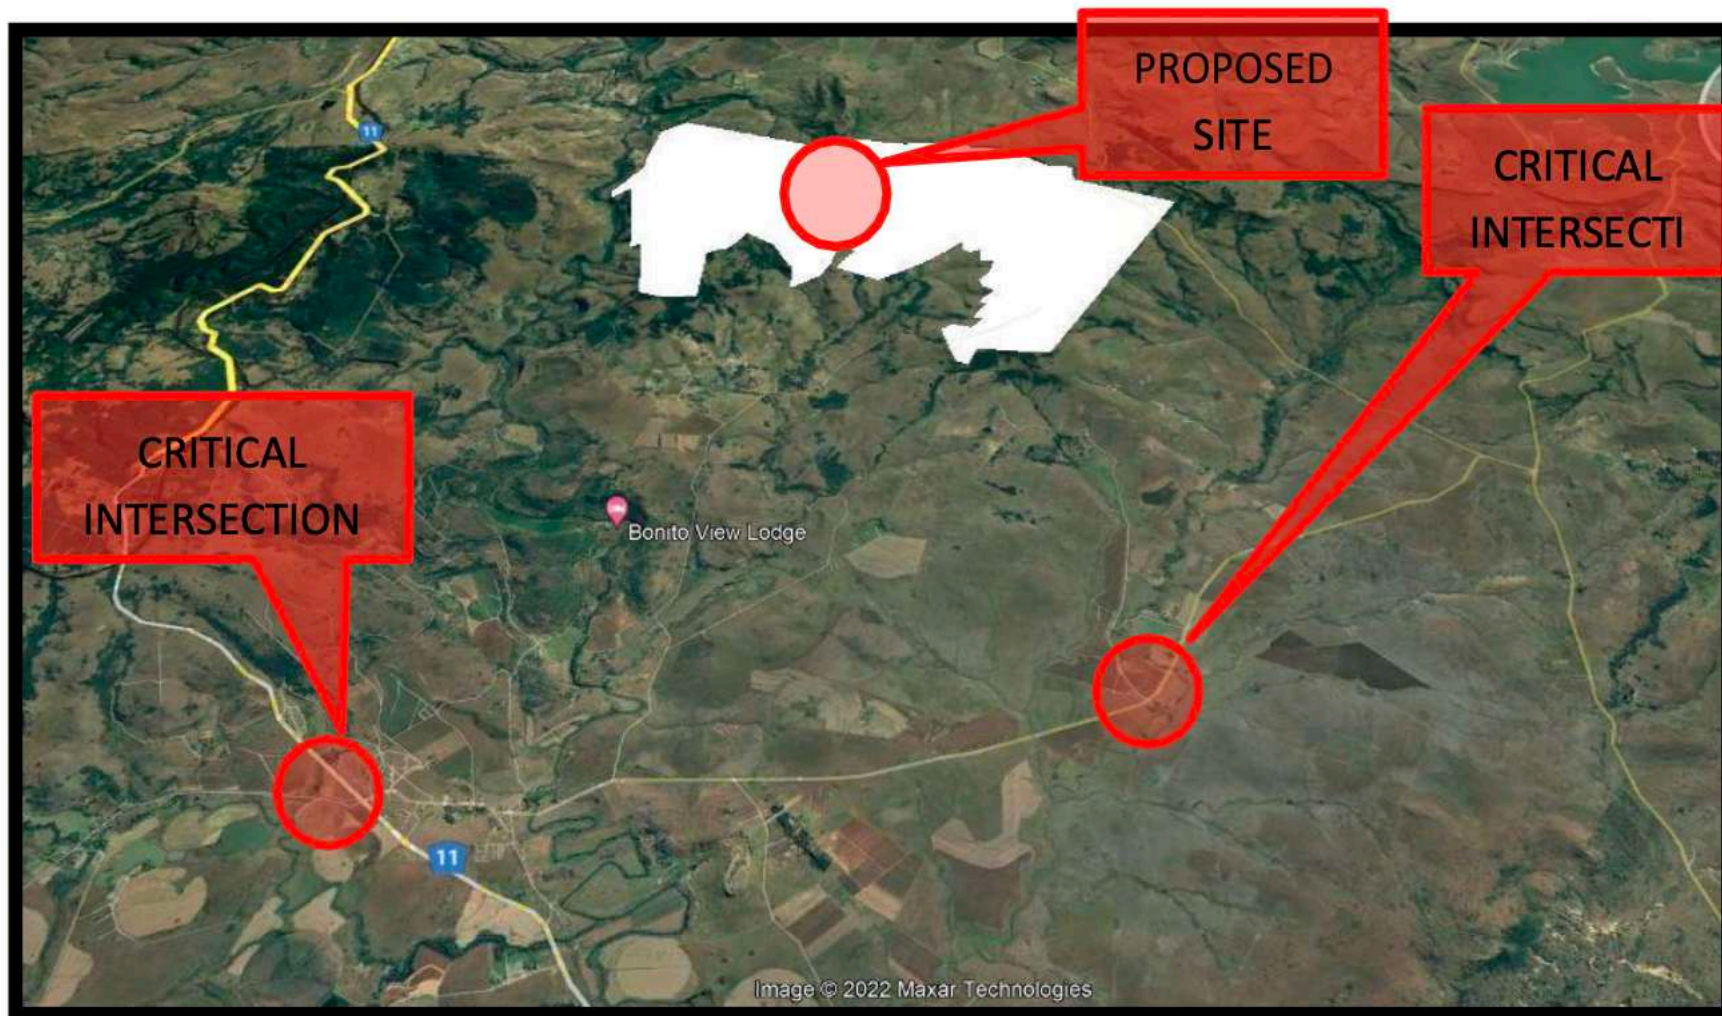 PROPOSED
SITE
CRITICAL
INTERSECTI
11
CRITICAL
INTERSECTION
Bonito View Lodge
11
Image © 2022 Maxar Technologies